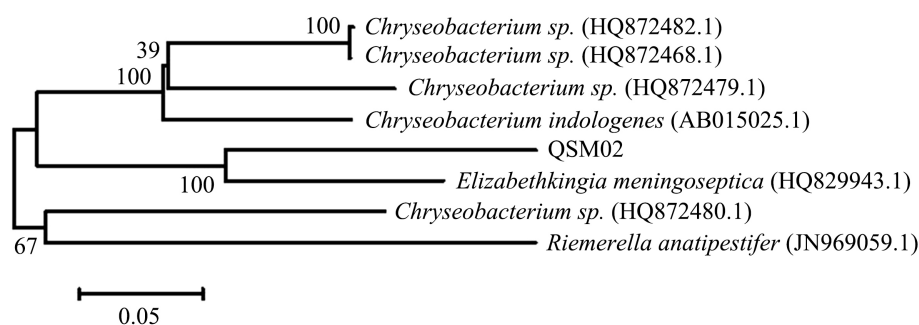 100
Chryseobacterium sp. (HQ872482.1)
Chryseobacterium sp. (HQ872468.1)
39
100
Chryseobacterium sp. (HQ872479.1)
Chryseobacterium indologenes (AB015025.1)
QSM02
100
Elizabethkingia meningoseptica (HQ829943.1)
Chryseobacterium sp. (HQ872480.1)
67
Riemerella anatipestifer (JN969059.1)
0.05